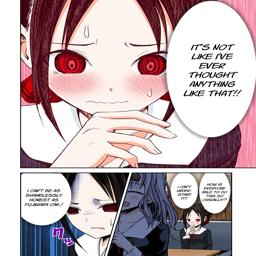 IT'S NOT
LIKE I'VE
EVER
THOUGHT
ANYTHING
LIKE THAT!!
HOW IS
EVERYONE
ABLE TO
DO THIS SO
CASUALLY??
I CAN'T
UNDER-
STAND
IT!!
I CAN'T BE AS
SHAMELESSLY
HONEST AS
FUJIWARA CAN..!